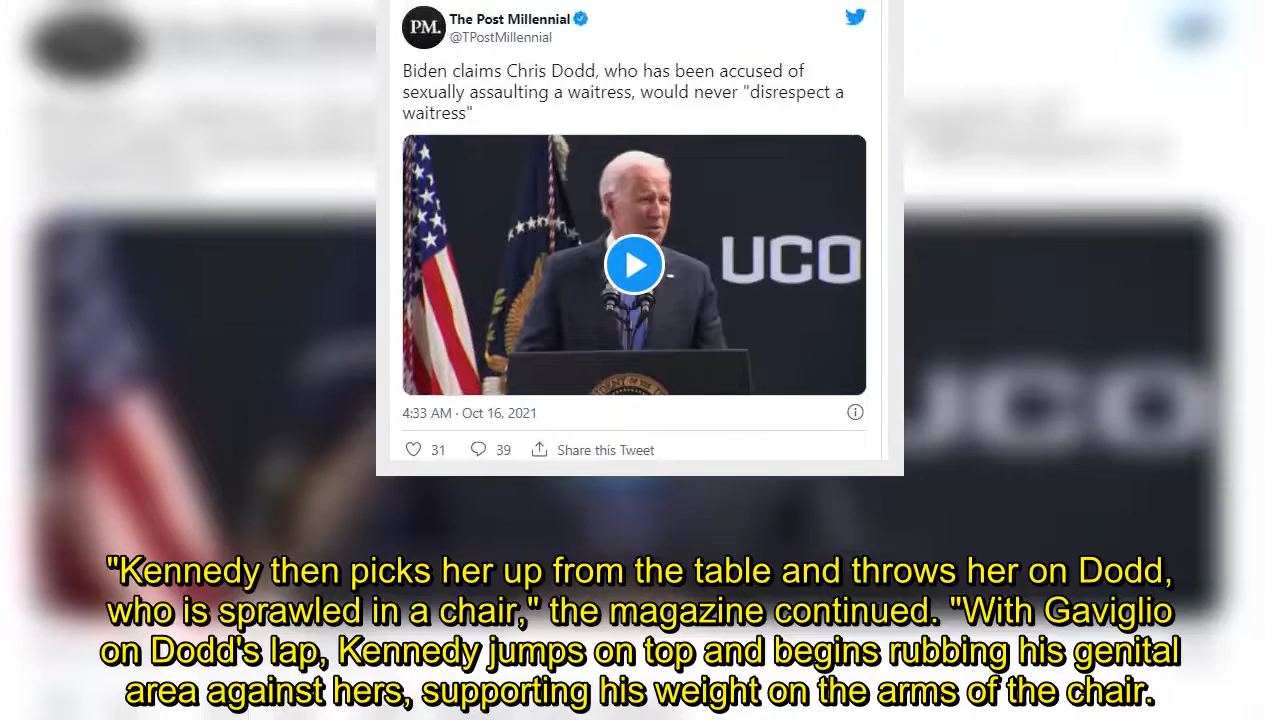 PM.
The Post Millennial
@TPostMillennial
Biden claims Chris Dodd, who has been accused of
sexually assaulting a waitress, would never "disrespect a
waitress"
UCO
UCO
4:33 AM · Oct 16, 2021
31 39 Share this Tweet
"Kennedy then picks her up from the table and throws her on Dodd,
who is sprawled in a chair," the magazine continued. "With Gaviglio
on Dodd's lap, Kennedy jumps on top and begins rubbing his genital
area against hers, supporting his weight on the arms of the chair.